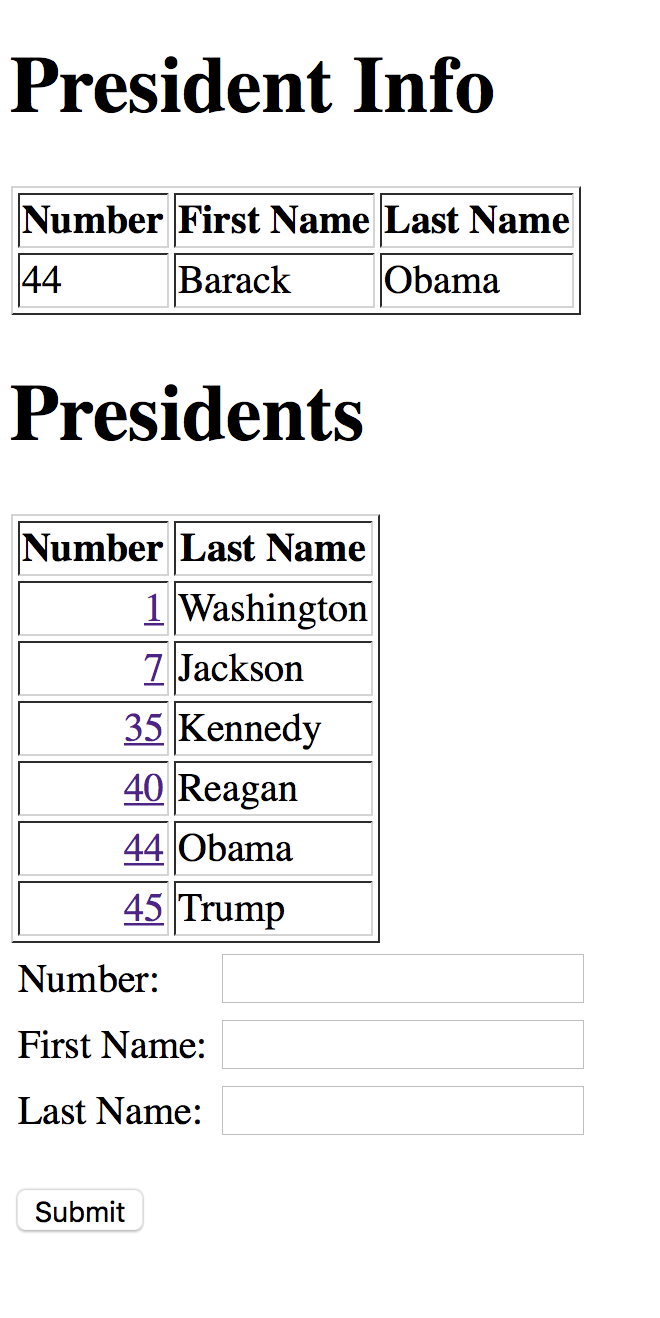 President Info
Number First Name Last Name
44 Barack Obama
Presidents
Number Last Name
1 Washington
7 Jackson
35 Kennedy
40 Reagan
44 Obama
45 Trump
Number:
First Name:
Last Name:
Submit